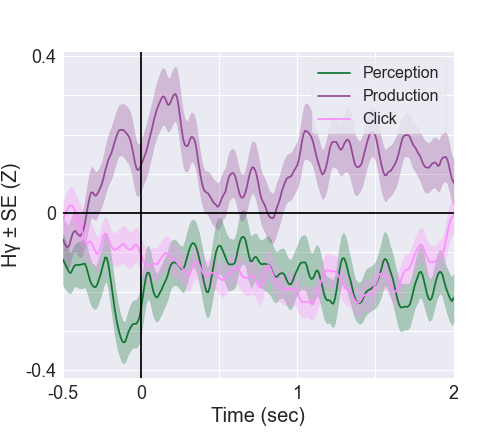 0.4
Perception
Production
Click
Hγ ± SE (Z)
0
-0.4
-0.5
0
1
2
Time (sec)